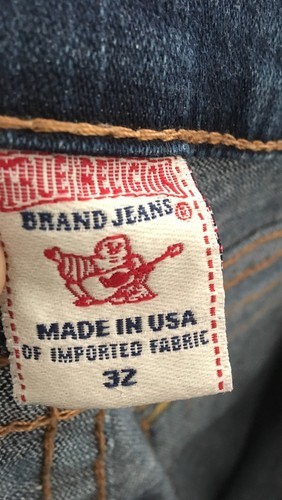 TRUE RELIGION
BRAND JEANS®
MADE IN USA
OF IMPORTED FABRIC
32